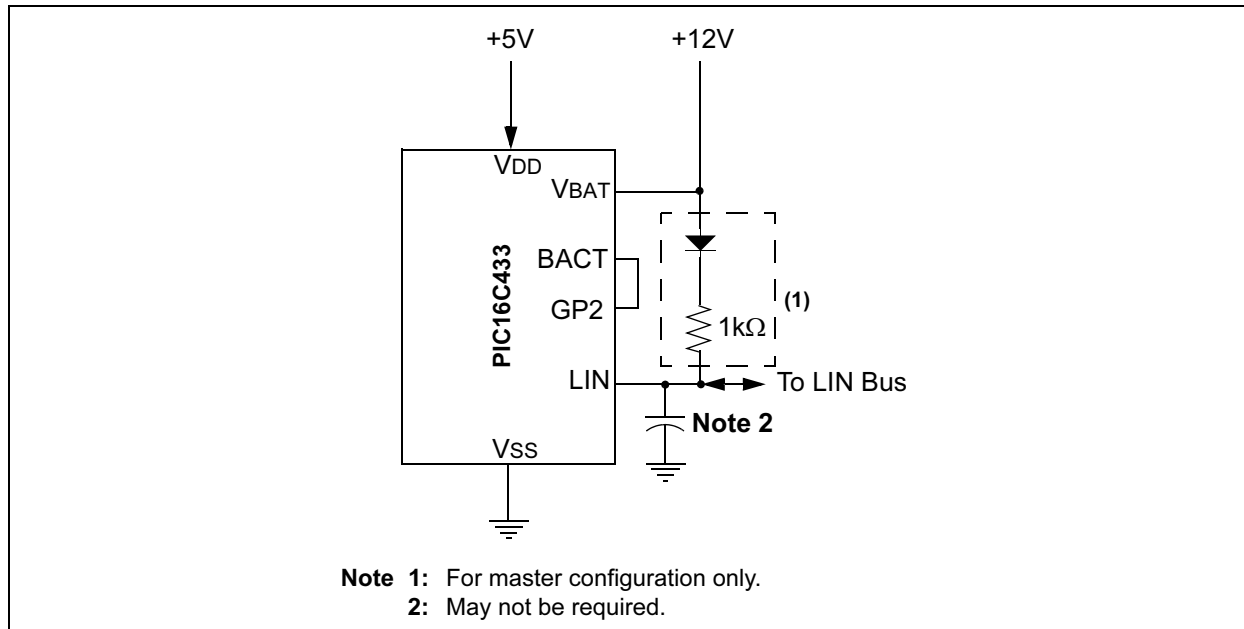 +5V
+12V
VDD
VBAT
BACT
PIC16C433
GP2
(1)
1kΩ
LIN
To LIN Bus
Note 2
VSS
Note 1: For master configuration only.
2: May not be required.